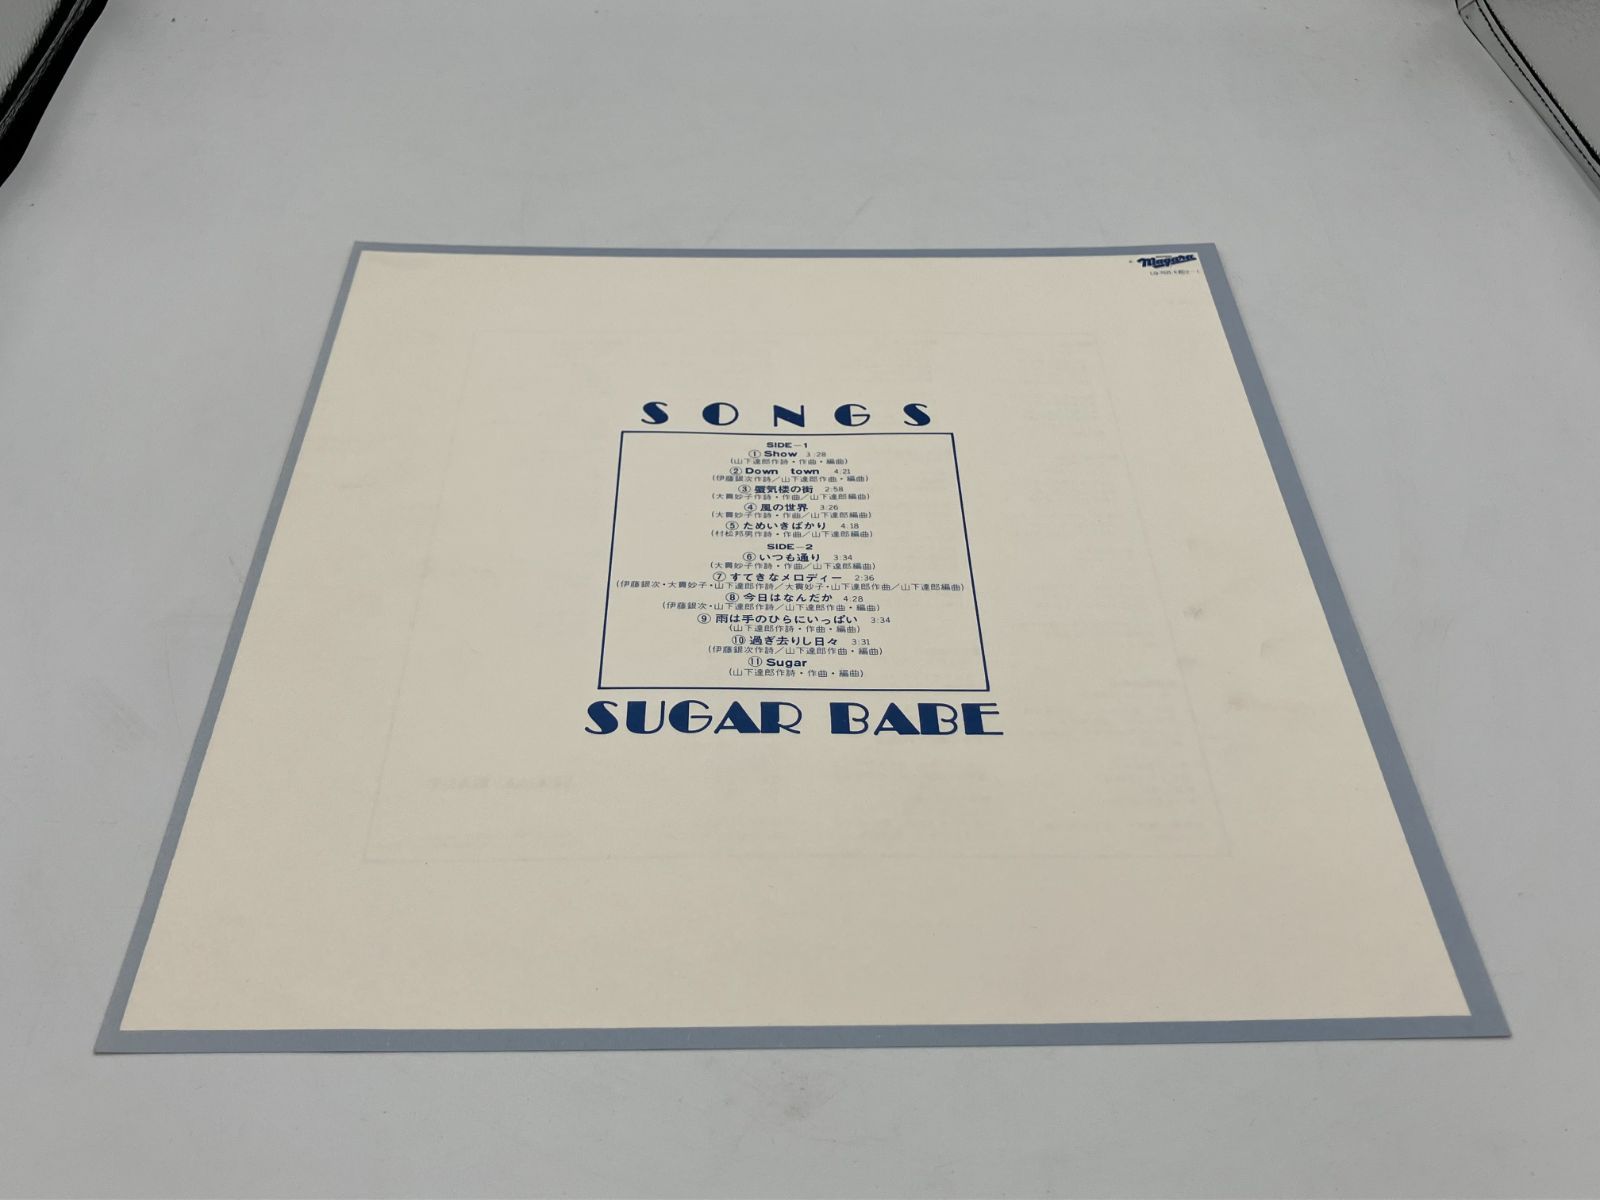 Niagara
SONGS
SIDE-1
① Show 3:28
(山下達郎作詩・作曲・編曲)
② Down town 4:21
(伊藤銀次作詩/山下達郎作曲・編曲)
③ 蜃気楼の街 2:58
(大貫妙子作詩・作曲/山下達郎編曲)
④ 風の世界 3:26
(大貫妙子作詩・作曲/山下達郎編曲)
⑤ ためいきばかり 4:18
(村松邦男作詩・作曲/山下達郎編曲)
SIDE-2
⑥ いつも通り 3:34
(大貫妙子作詩・作曲/山下達郎編曲)
⑦ すてきなメロディー 2:36
(伊藤銀次・大貫妙子・山下達郎作詩/大貫妙子・山下達郎作曲/山下達郎編曲)
⑧ 今日はなんだか 4:28
(伊藤銀次・山下達郎作詩/山下達郎作曲・編曲)
⑨ 雨は手のひらにいっぱい 3:34
(山下達郎作詩・作曲・編曲)
⑩ 過ぎ去りし日々 3:31
(伊藤銀次作詩/山下達郎作曲・編曲)
⑪ Sugar
(山下達郎作詩・作曲・編曲)
SUGAR BABE